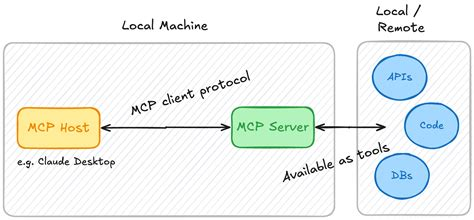 Local Machine
Local /
Remote
MCP client protocol
MCP Host
MCP Server
e.g. Claude Desktop
Available as tools
APIs
Code
DBs